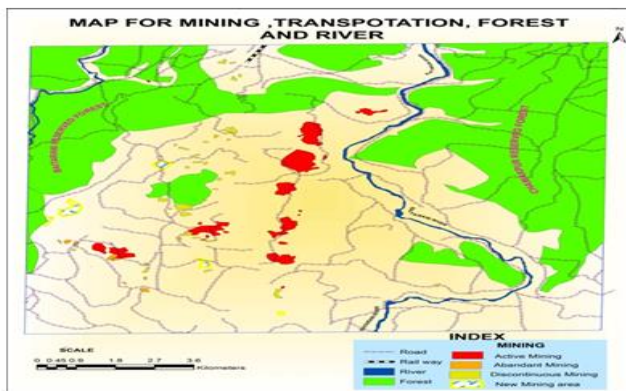 MAP FOR MINING ,TRANSPOTATION, FOREST
AND RIVER
SCALE
0 0.45 0.9 1.8 2.7 3.6
Kilometers
INDEX
Road
Rail way
River
Forest
MINING
Active Mining
Abandant Mining
Discontinuous Mining
New Mining area